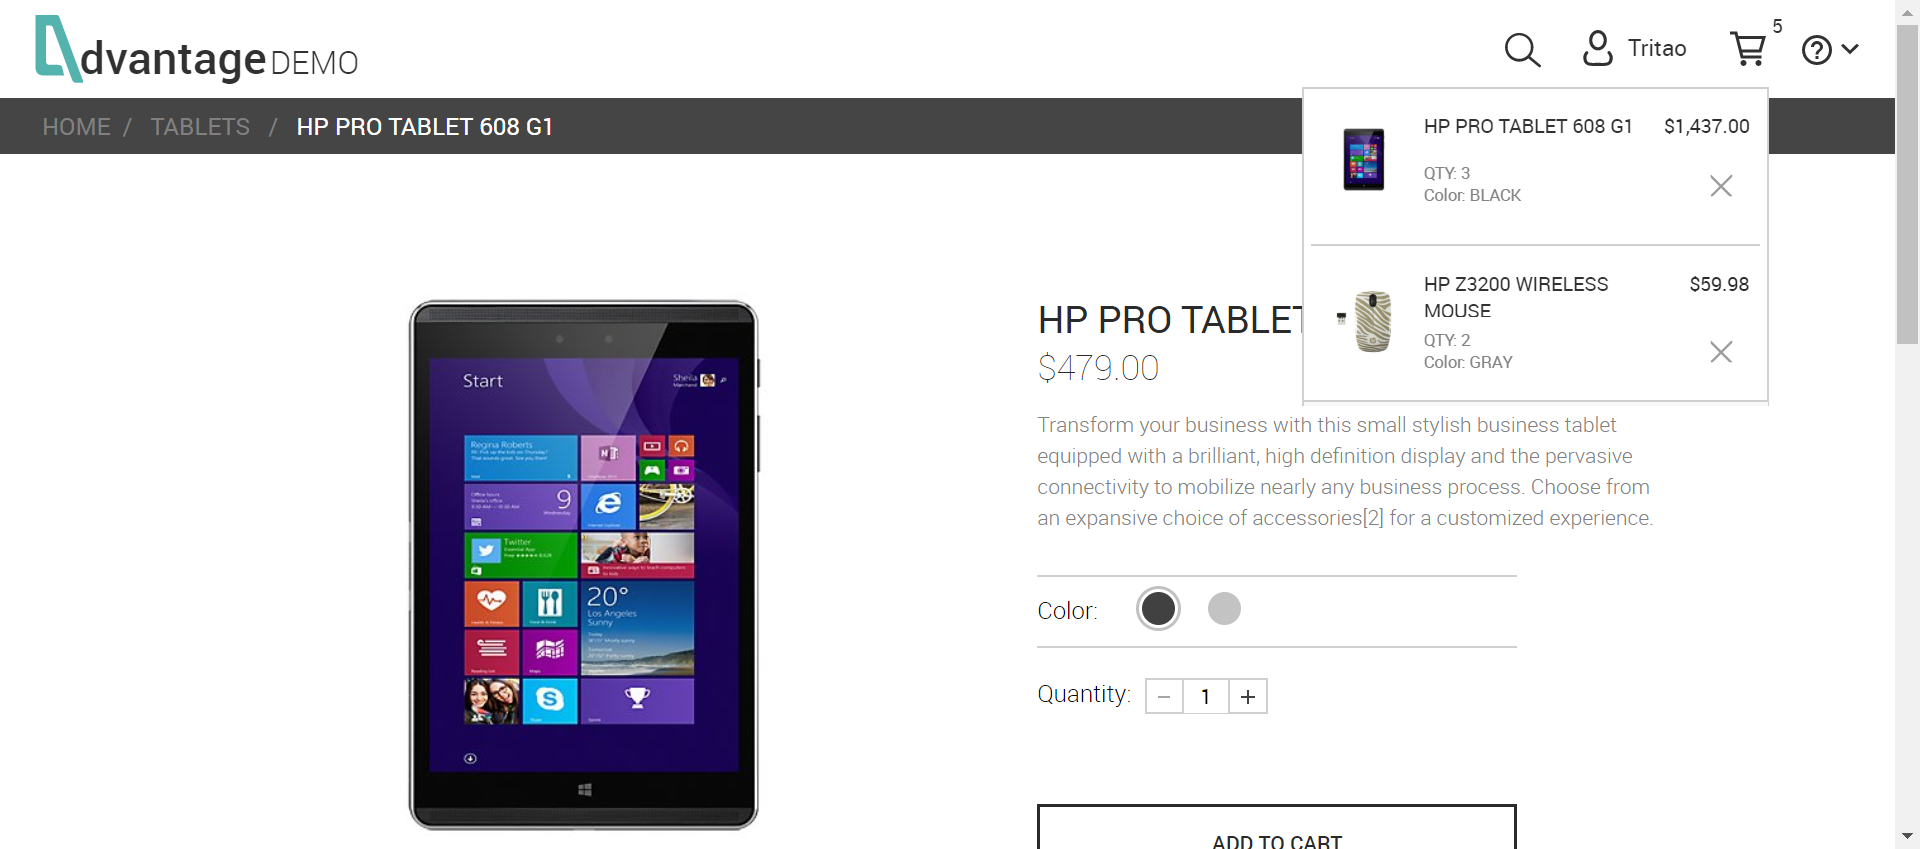 dvantage DEMO
Tritao
5
HOME / TABLETS / HP PRO TABLET 608 G1
HP PRO TABLET 608 G1 $1,437.00
QTY: 3
Color: BLACK
HP Z3200 WIRELESS $59.98
MOUSE
QTY: 2
Color: GRAY
HP PRO TABLET
$479.00
Transform your business with this small stylish business tablet
equipped with a brilliant, high definition display and the pervasive
connectivity to mobilize nearly any business process. Choose from
an expansive choice of accessories[2] for a customized experience.
Color:
Quantity: 1
ADD TO CART
Start
Sheila
Regina Roberts
9
Wednesday
Twitter
20°
Los Angeles
Sunny
Today
Tomorrow